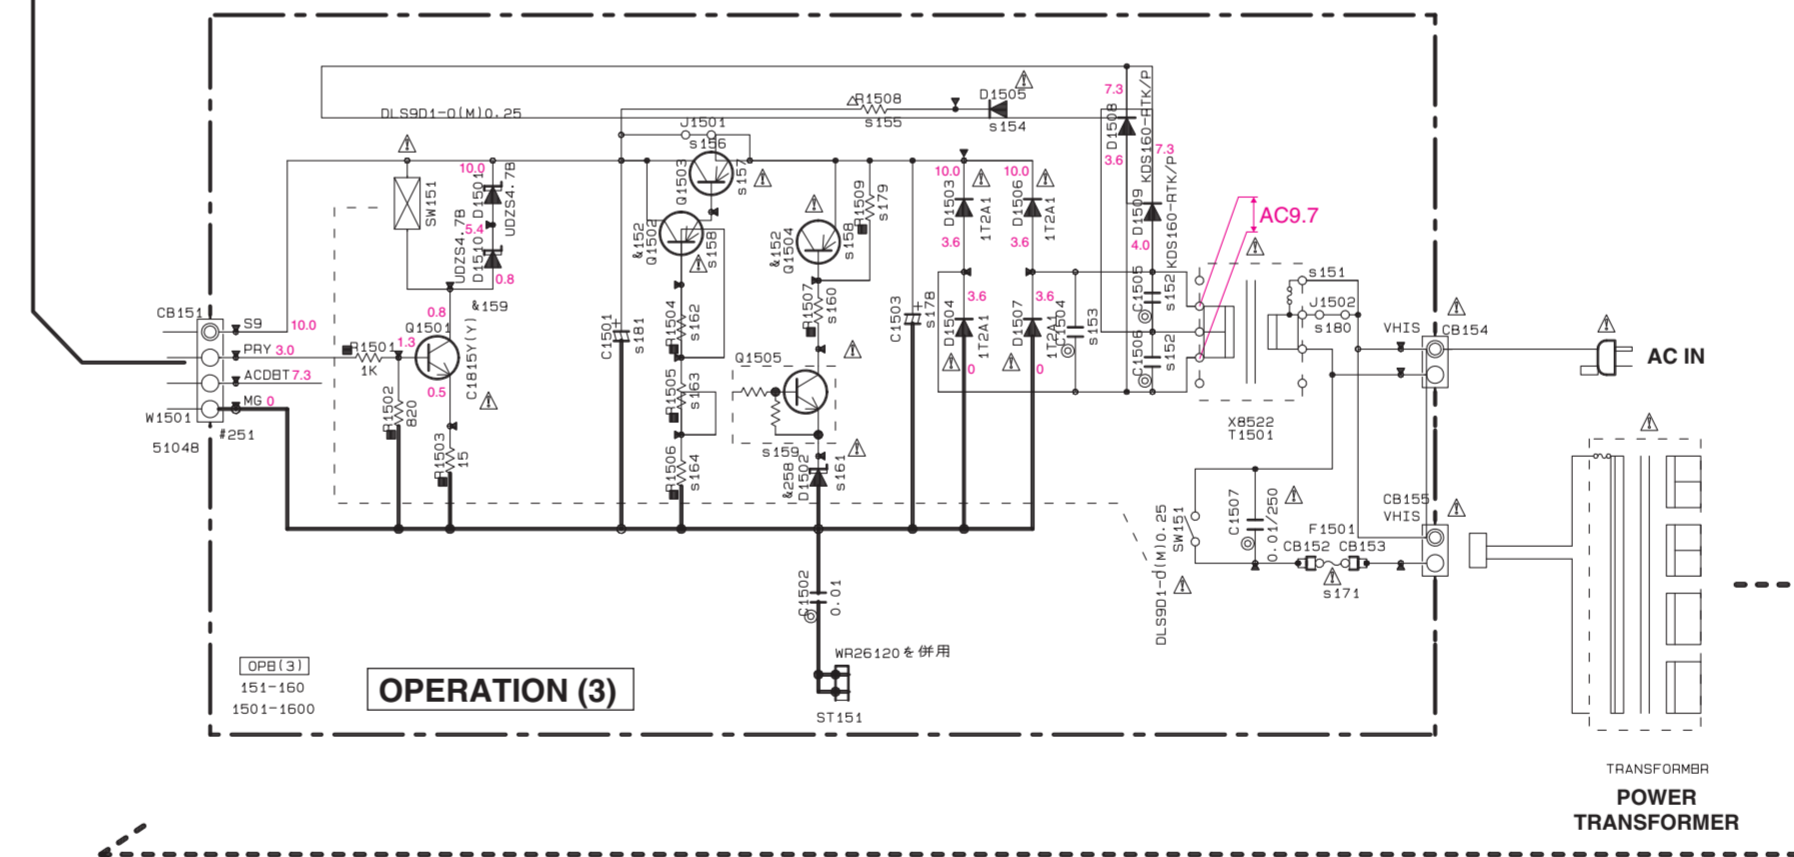 DLS9D1-O(M)0.25
SW151
10.0
D1501
UDZS4.7B
5.4
UDZS4.7B
D1510
0.8
&159
0.8
Q1501
C1815Y(Y)
1.3
0.5
CB151
S9
10.0
PRY 3.0
ACDET 7.3
MG 0
W1501
51048
#251
R1501
1K
R1502
820
R1503
15
R1508
s155
D1505
s154
J1501
s156
Q1503
s157
&152
Q1502
s158
C1501
s181
R1504
s162
R1505
s163
R1506
s164
&152
Q1504
s158
R1509
s179
R1507
s160
Q1505
s159
&258
D1502
s161
C1503
s178
10.0
D1503
1T2A1
3.6
10.0
D1506
1T2A1
3.6
3.6
D1504
1T2A1
0
3.6
D1507
1T2A1
0
C1504
s153
7.3
D1508
KDS160-RTK/P
3.6
7.3
D1509
KDS160-RTK/P
4.0
C1505
s152
C1506
s152
AC9.7
X8522
T1501
s151
J1502
s180
VHIS
CB154
AC IN
CB155
VHIS
DLS9D1-O(M)0.25
SW151
C1507
0.01/250
F1501
CB152
CB153
s171
C1502
0.01
WR26120を併用
ST151
OPE(3)
151-160
1501-1600
OPERATION (3)
TRANSFORMER
POWER
TRANSFORMER